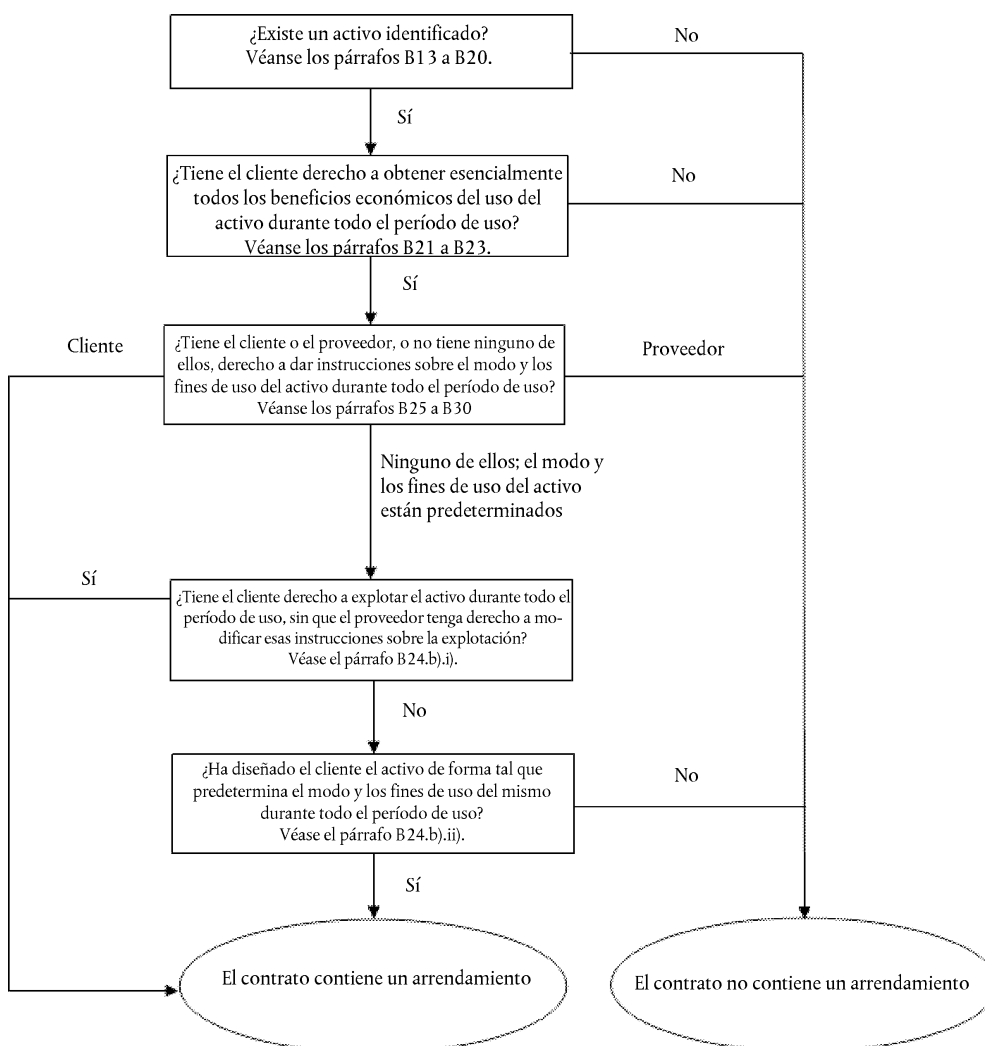 ¿Existe un activo identificado?
Véanse los párrafos B13 a B20.
No
Sí
¿Tiene el cliente derecho a obtener esencialmente
todos los beneficios económicos del uso del
activo durante todo el período de uso?
Véanse los párrafos B21 a B23.
No
Sí
Cliente
¿Tiene el cliente o el proveedor, o no tiene ninguno de
ellos, derecho a dar instrucciones sobre el modo y los
fines de uso del activo durante todo el período de uso?
Véanse los párrafos B25 a B30
Proveedor
Ninguno de ellos; el modo y
los fines de uso del activo
están predeterminados
Sí
¿Tiene el cliente derecho a explotar el activo durante todo el
período de uso, sin que el proveedor tenga derecho a mo-
dificar esas instrucciones sobre la explotación?
Véase el párrafo B24.b).i).
No
¿Ha diseñado el cliente el activo de forma tal que
predetermina el modo y los fines de uso del mismo
durante todo el período de uso?
Véase el párrafo B24.b).ii).
No
Sí
El contrato contiene un arrendamiento
El contrato no contiene un arrendamiento